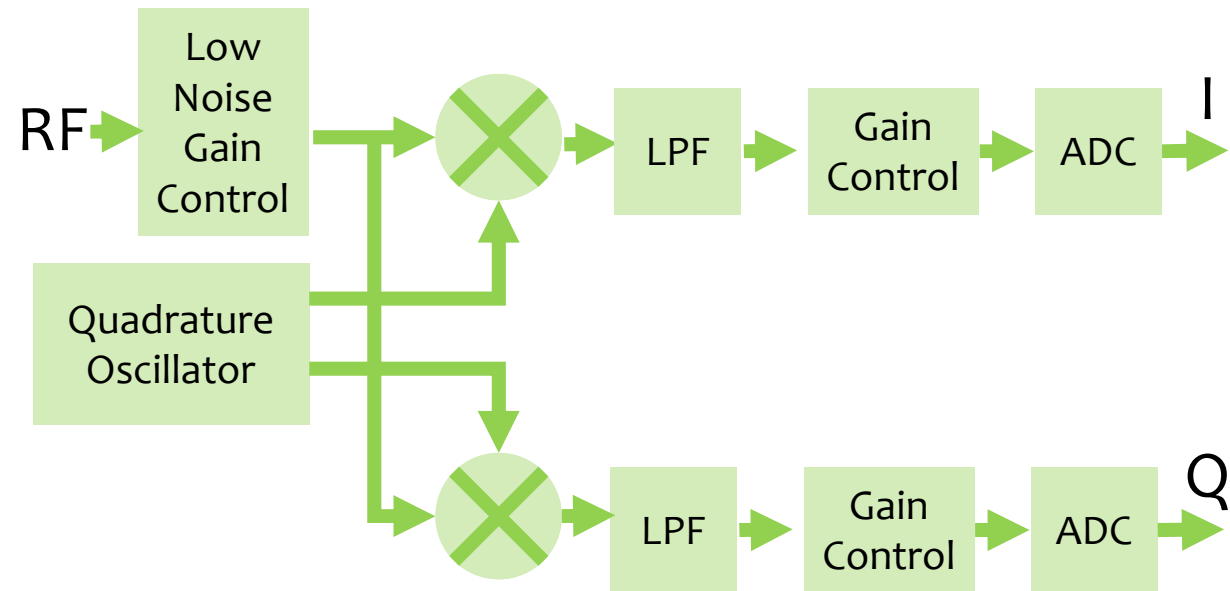 RF
Low
Noise
Gain
Control
LPF
Gain
Control
ADC
I
Quadrature
Oscillator
LPF
Gain
Control
ADC
Q